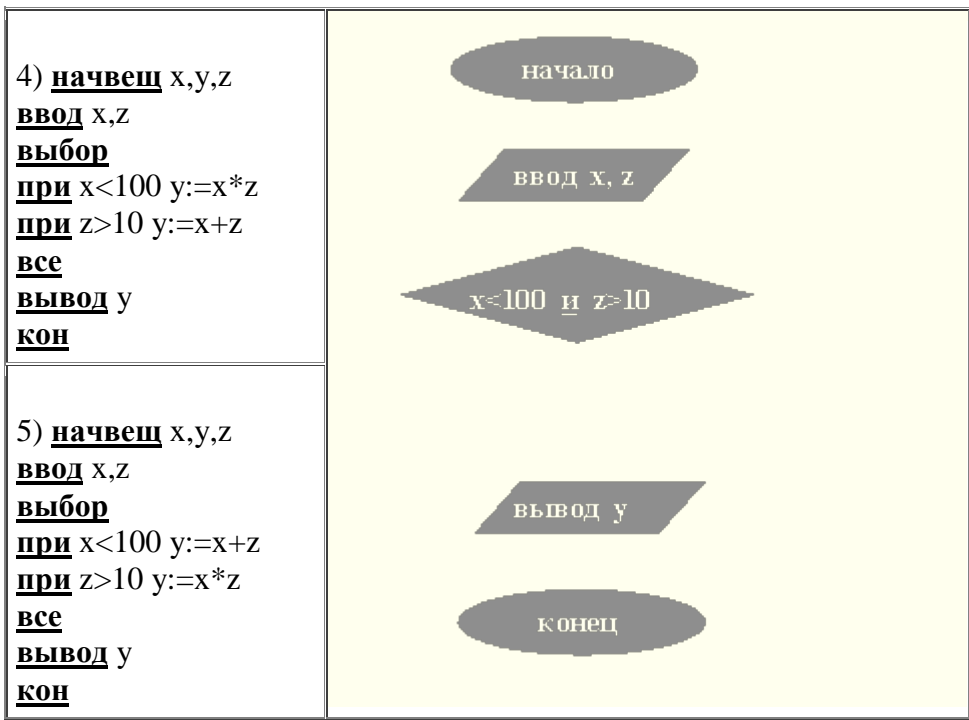 4) начвещ x,y,z
ввод x,z
выбор
при x<100 y:=x*z
при z>10 y:=x+z
все
вывод y
кон
5) начвещ x,y,z
ввод x,z
выбор
при x<100 y:=x+z
при z>10 y:=x*z
все
вывод y
кон
начало
ввод x, z
x<100 и z>10
вывод y
конец